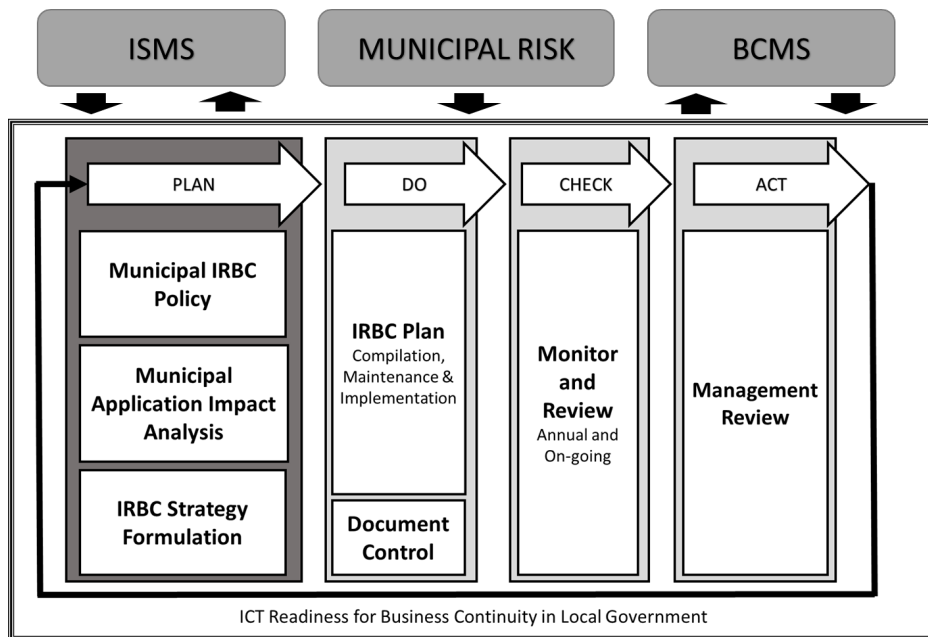 ISMS
MUNICIPAL RISK
BCMS
PLAN
DO
CHECK
ACT
Municipal IRBC
Policy
Municipal
Application Impact
Analysis
IRBC Strategy
Formulation
IRBC Plan
Compilation,
Maintenance &
Implementation
Document
Control
Monitor
and
Review
Annual and
On-going
Management
Review
ICT Readiness for Business Continuity in Local Government